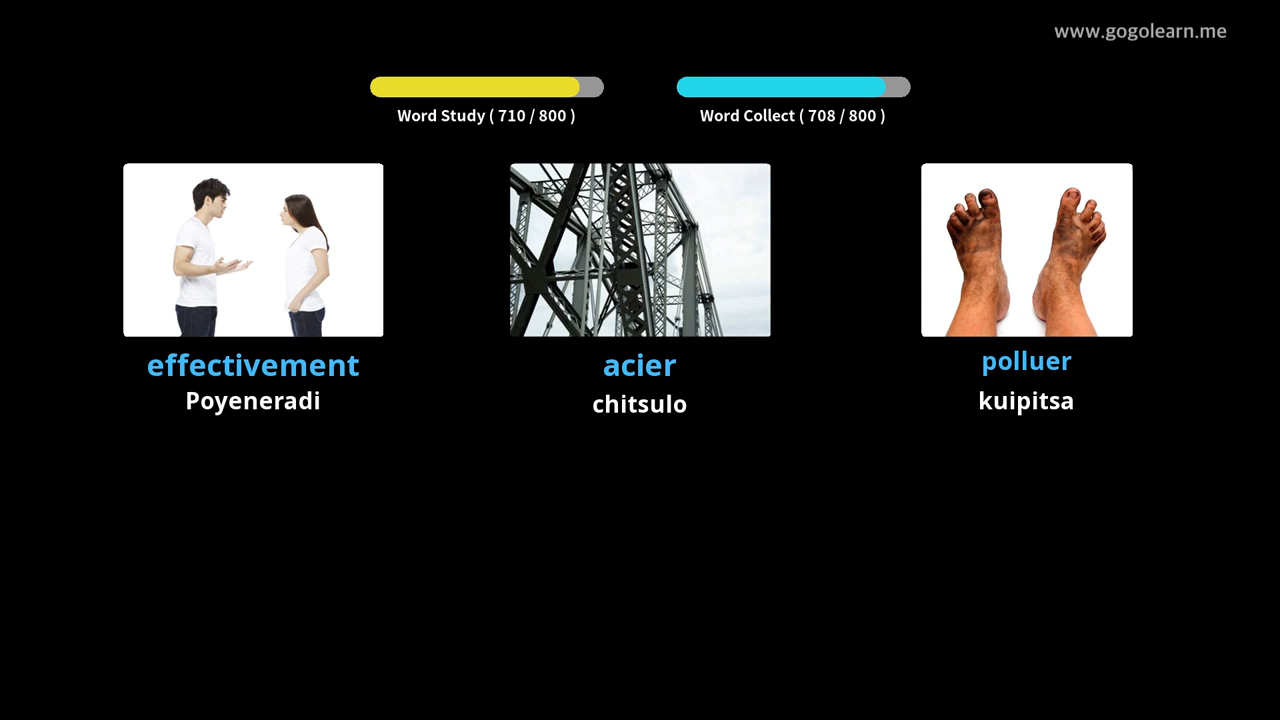 www.gogolearn.me
Word Study ( 710 / 800 )
Word Collect ( 708 / 800 )
effectivement
Poyeneradi
acier
chitsulo
polluer
kuipitsa